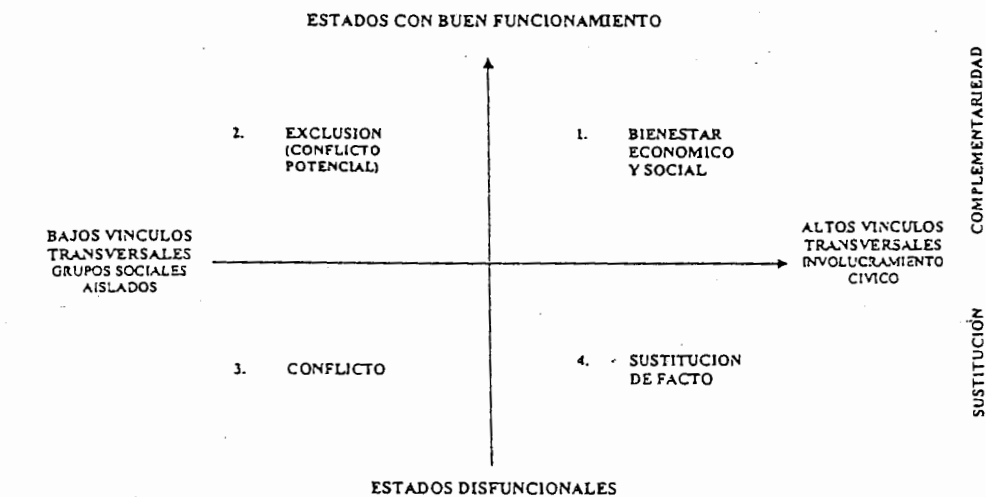 ESTADOS CON BUEN FUNCIONAMIENTO
2. EXCLUSION
(CONFLICTO
POTENCIAL)
1. BIENESTAR
ECONOMICO
Y SOCIAL
COMPLEMENTARIEDAD
BAJOS VINCULOS
TRANSVERSALES
GRUPOS SOCIALES
AISLADOS
ALTOS VINCULOS
TRANSVERSALES
INVOLUCRAMIENTO
CIVICO
3. CONFLICTO
4. SUSTITUCION
DE FACTO
SUSTITUCIÓN
ESTADOS DISFUNCIONALES